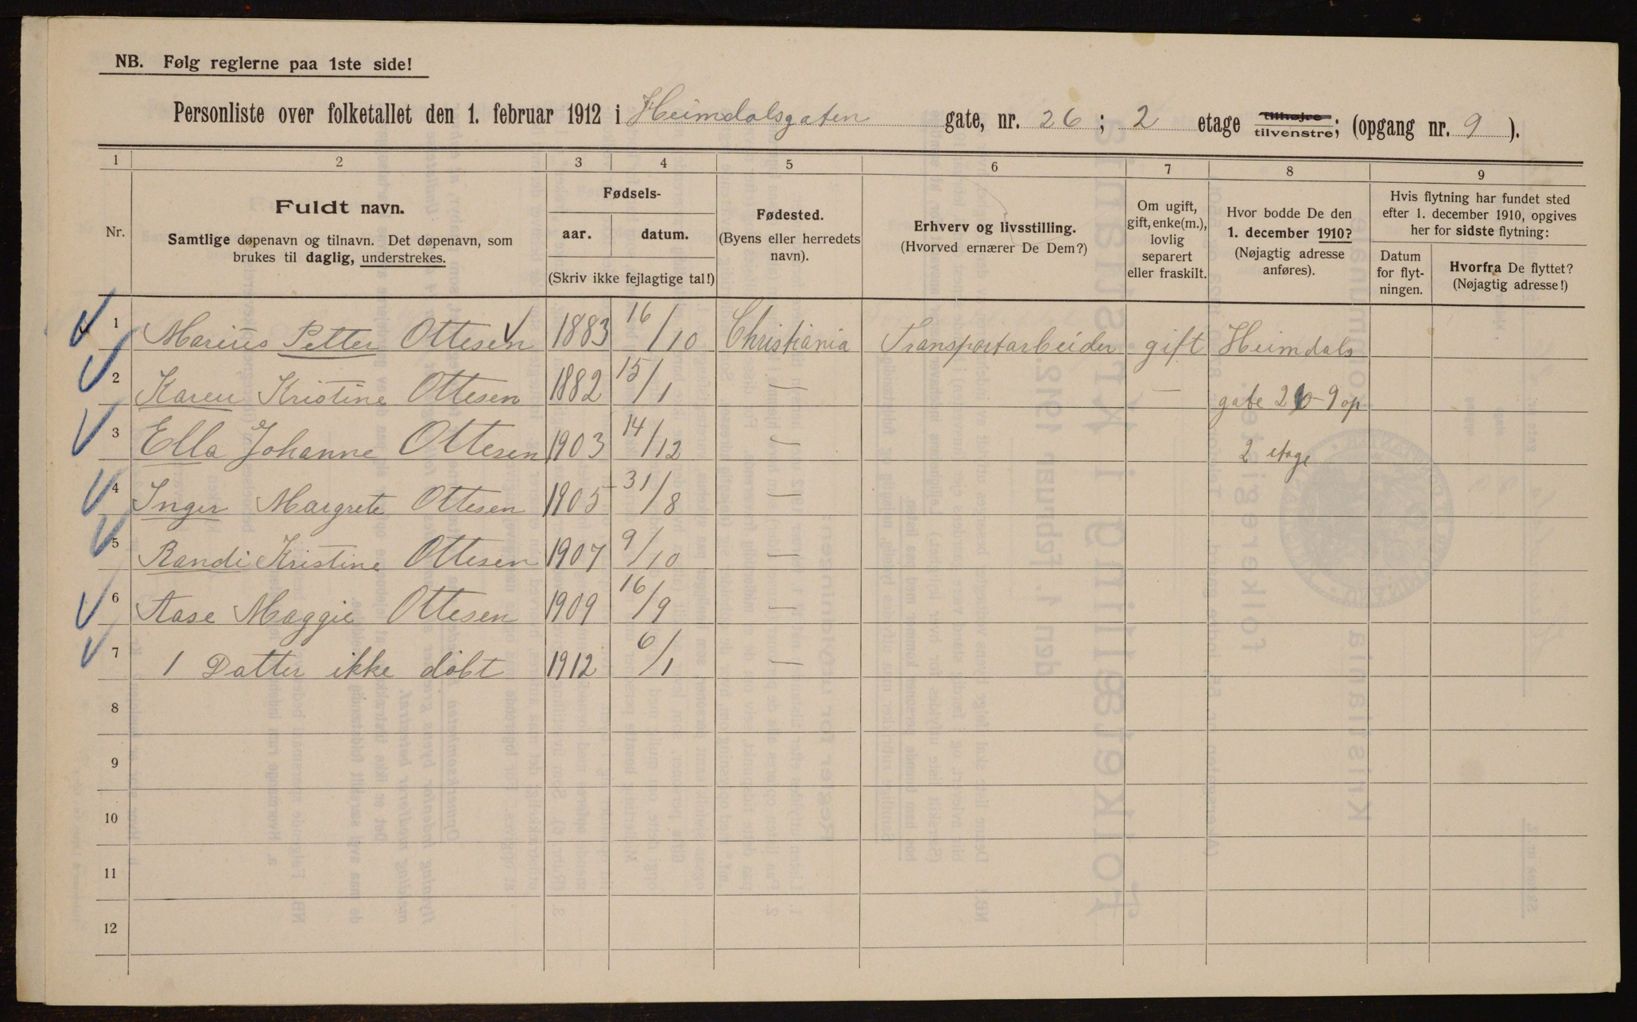 NB. Følg reglerne paa 1ste side!
Personliste over folketallet den 1. februar 1912 i Heimdalsgaten gate, nr. 26 ; 2 etage tilhøjre tilvenstre; (opgang nr. 9 ).
1 2 3 4 5 6 7 8 9
Nr.
Fuldt navn.
Samtlige døpenavn og tilnavn. Det døpenavn, som
brukes til daglig, understrekes.
Fødsels-
aar. datum.
(Skriv ikke fejlagtige tal!)
Fødested.
(Byens eller herredets
navn).
Erhverv og livsstilling.
(Hvorved ernærer De Dem?)
Om ugift,
gift, enke(m.),
lovlig
separert
eller fraskilt.
Hvor bodde De den
1. december 1910?
(Nøjagtig adresse
anføres).
Hvis flytning har fundet sted
efter 1. december 1910, opgives
her for sidste flytning:
Datum
for flyt-
ningen.
Hvorfra De flyttet?
(Nøjagtig adresse!)
1 Marius Petter Ottesen 1883 16/10 Christiania Transportarbeider gift Heimdals
2 Karen Kristine Ottesen 1882 15/1 — — gate 26 9 op
3 Ella Johanne Ottesen 1903 14/12 — 2 etage
4 Inger Margrete Ottesen 1905 31/8 —
5 Randi Kristine Ottesen 1907 9/10 —
6 Aase Maggie Ottesen 1909 16/9 —
7 1 Datter ikke döbt 1912 6/1 —
8
9
10
11
12